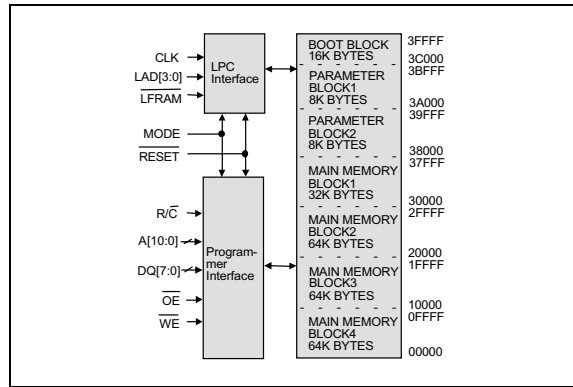 CLK
LAD[3:0]
LFRAM
MODE
RESET
R/C
A[10:0]
DQ[7:0]
OE
WE
LPC
Interface
Program-
mer
Interface
BOOT BLOCK
16K BYTES
PARAMETER
BLOCK1
8K BYTES
PARAMETER
BLOCK2
8K BYTES
MAIN MEMORY
BLOCK1
32K BYTES
MAIN MEMORY
BLOCK2
64K BYTES
MAIN MEMORY
BLOCK3
64K BYTES
MAIN MEMORY
BLOCK4
64K BYTES
3FFFF
3C000
3BFFF
3A000
39FFF
38000
37FFF
30000
2FFFF
20000
1FFFF
10000
0FFFF
00000